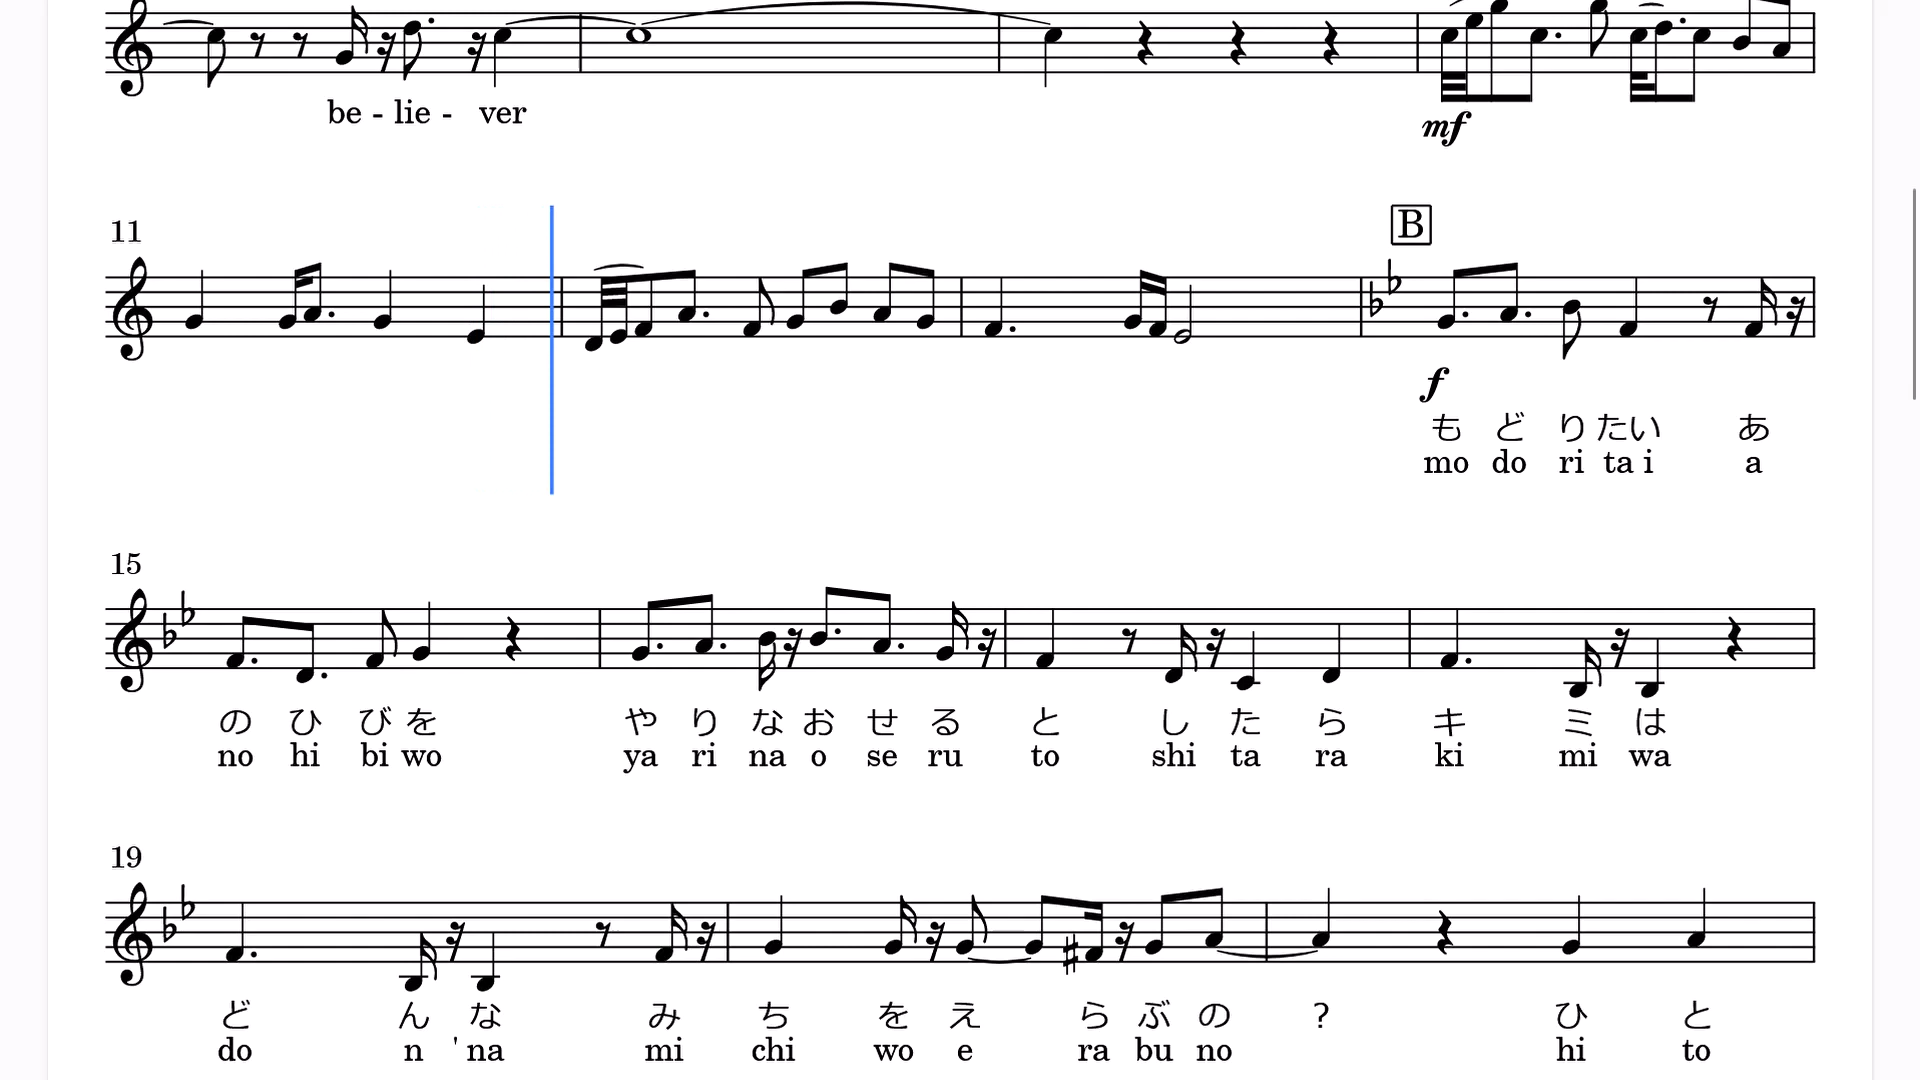 be - lie - ver
mf
11
B
f
も ど り たい あ
mo do ri ta i a
15
の ひ び を や り な お せ る と し た ら キ ミ は
no hi bi wo ya ri na o se ru to shi ta ra ki mi wa
19
ど ん な み ち を え ら ぶ の ? ひ と
do n ' na mi chi wo e ra bu no hi to